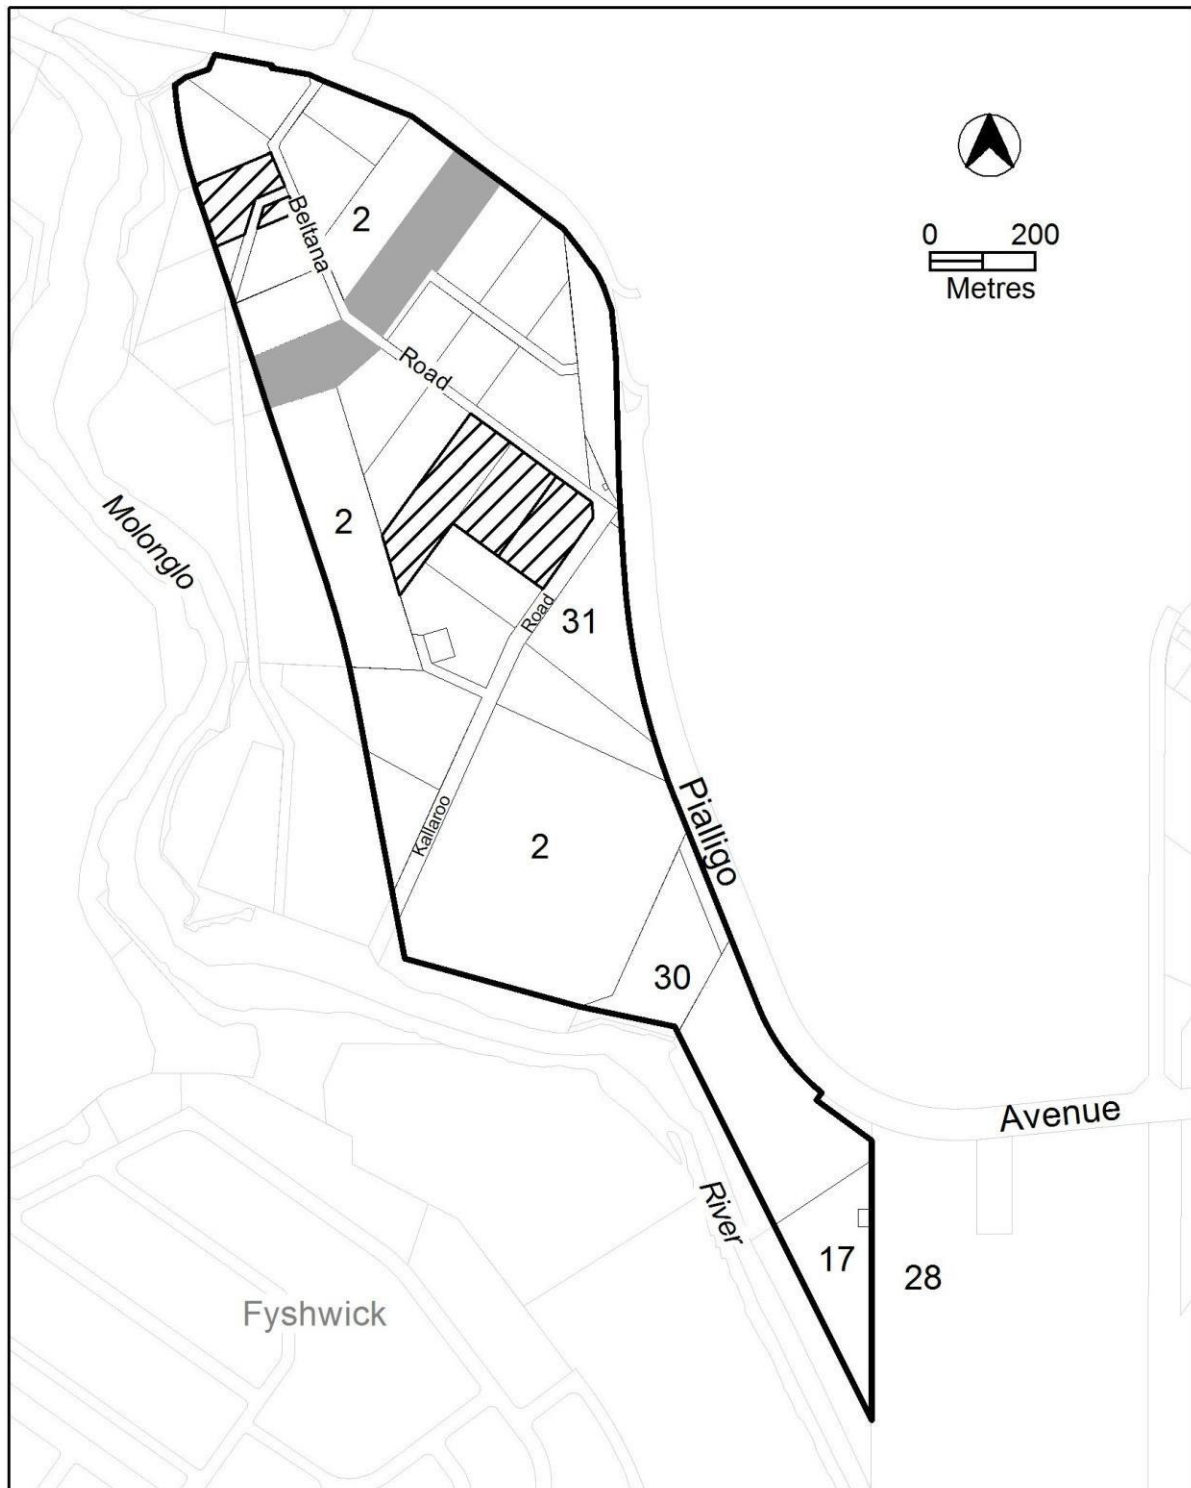 Beltana
2
0 200
Metres
Road
Molonglo
2
Road
31
Pialligo
Kallaroo
2
30
Avenue
River
17
28
Fyshwick